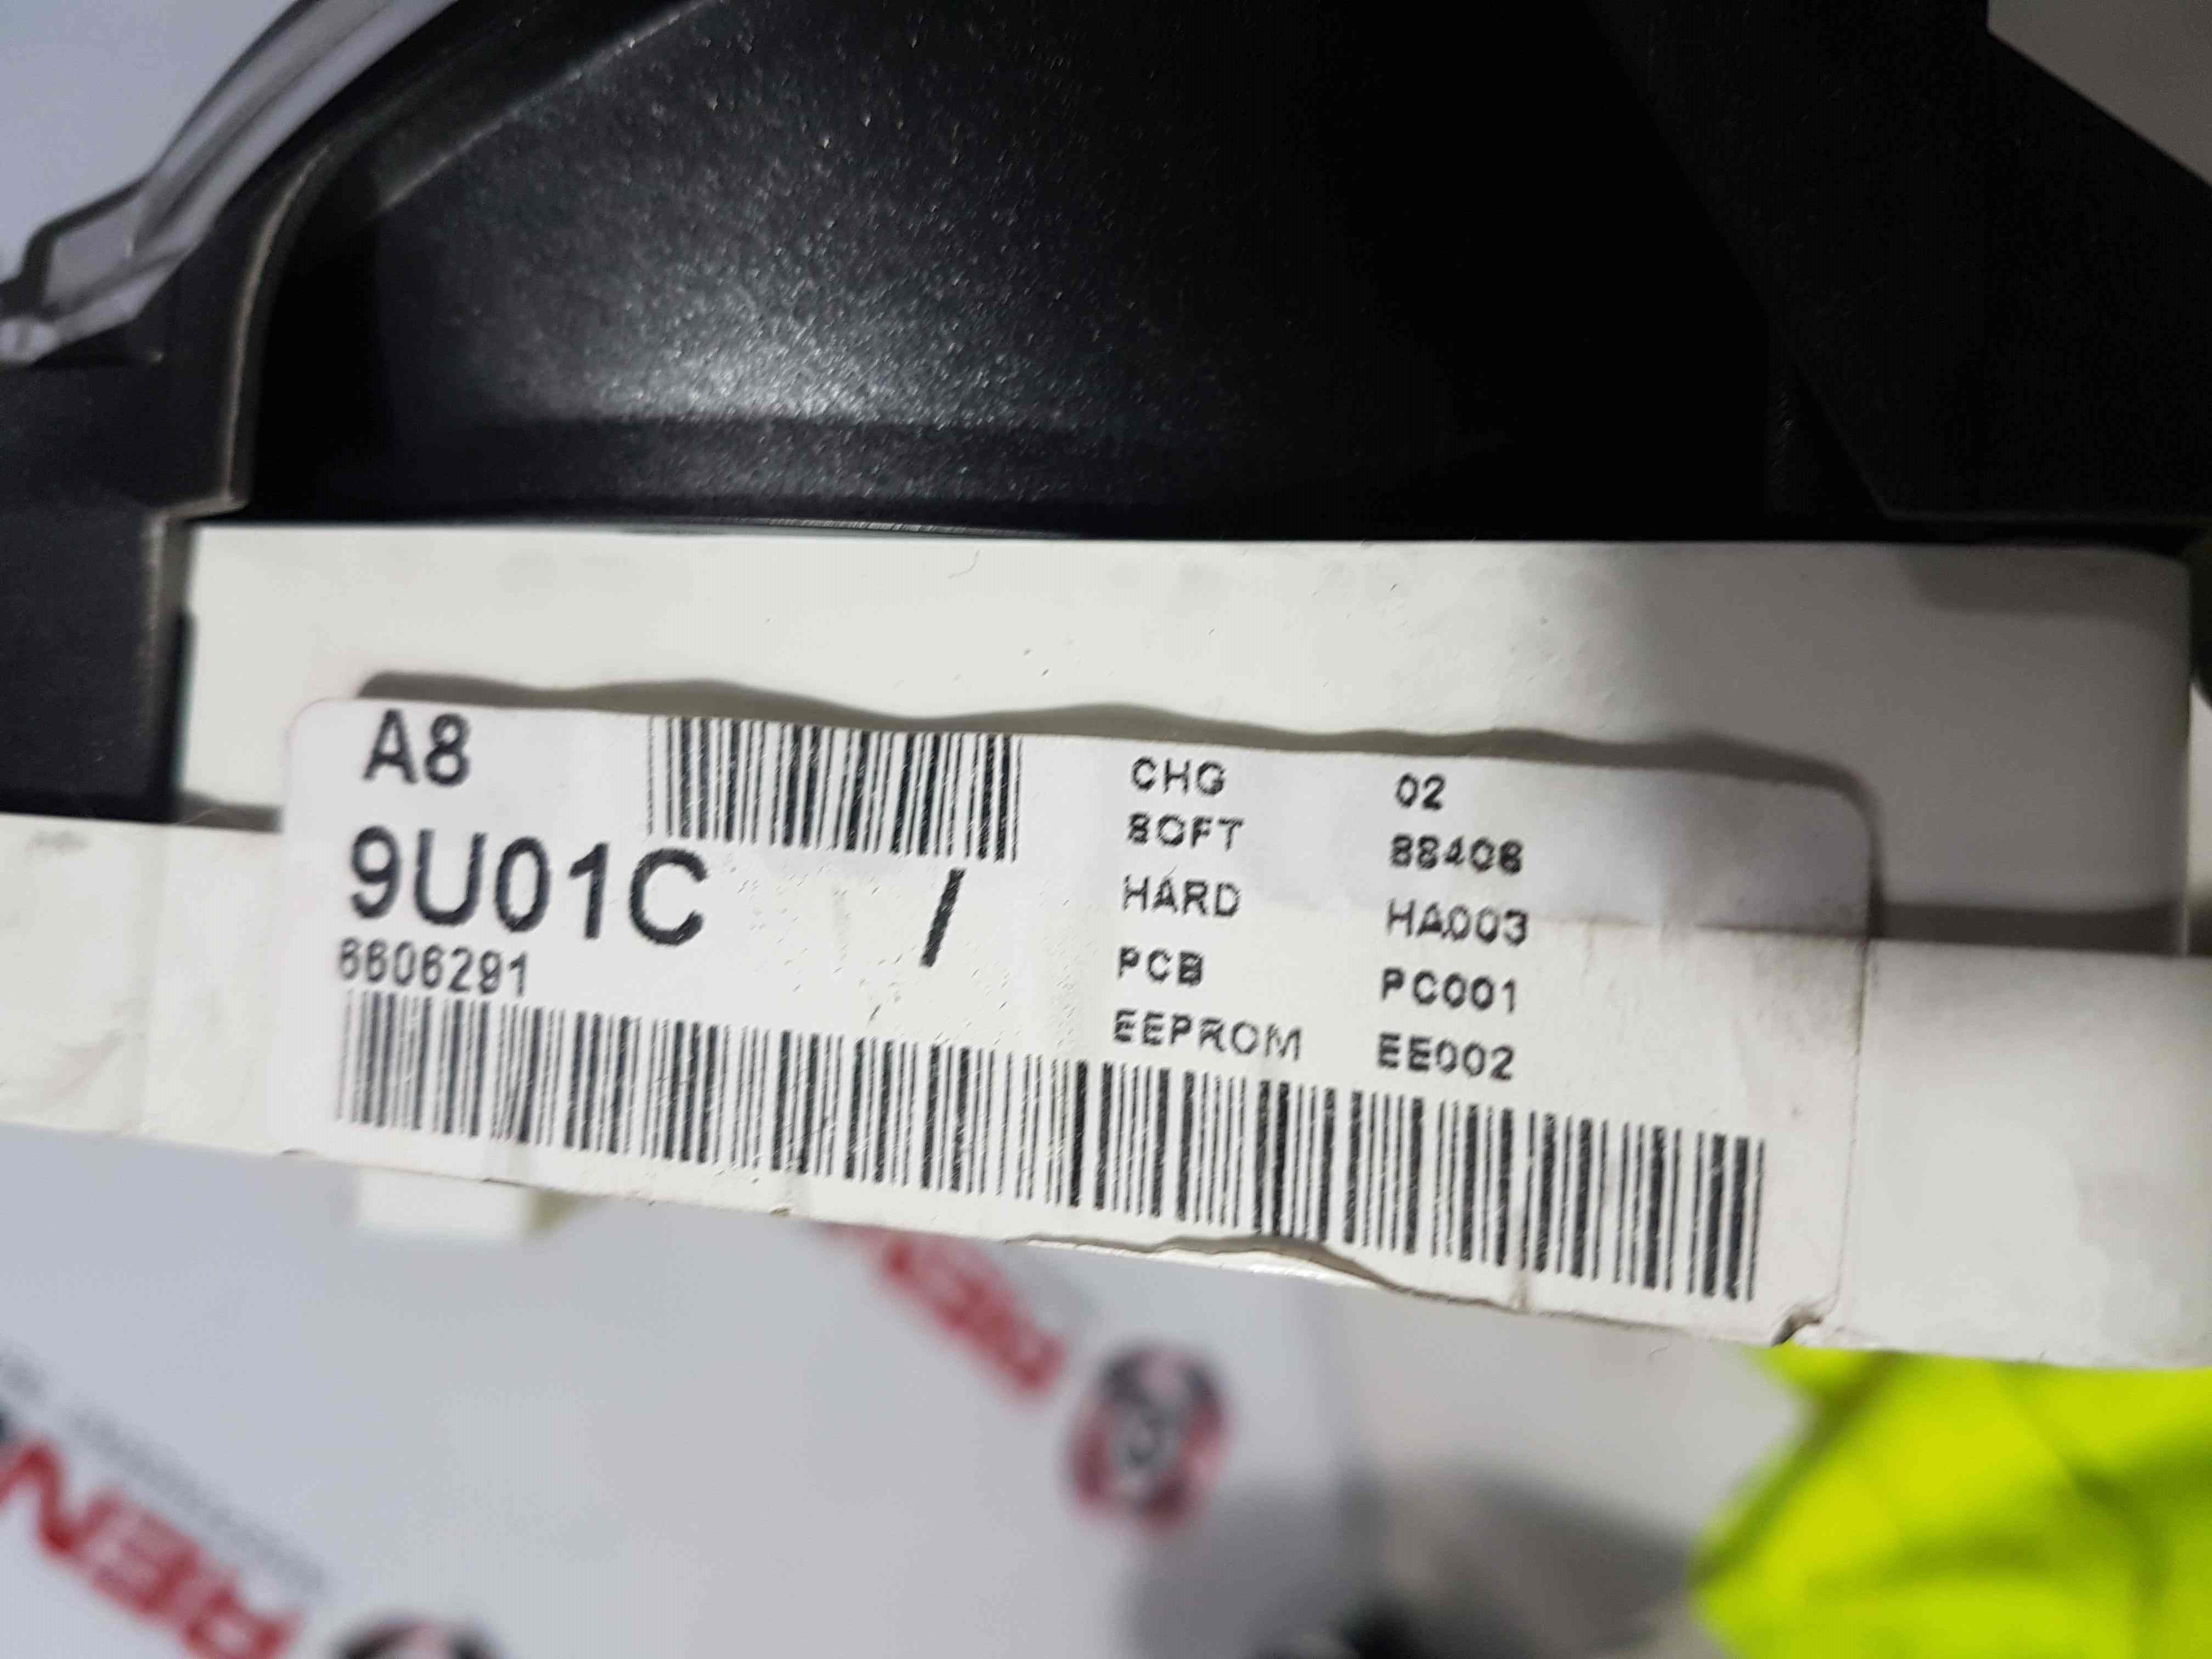 A8
9U01C /
6606291
CHG 02
SOFT 88406
HARD HA003
PCB PC001
EEPROM EE002